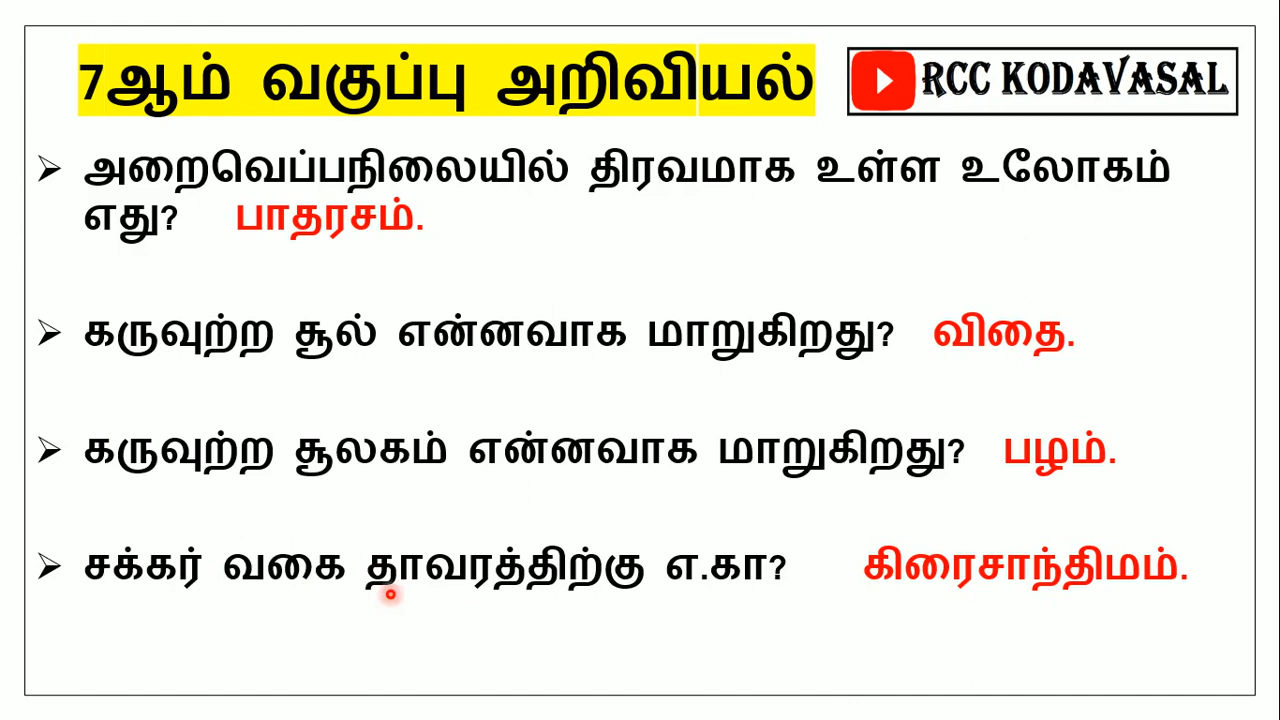 7ஆம் வகுப்பு அறிவியல்
RCC KODAVASAL
அறைவெப்பநிலையில் திரவமாக உள்ள உலோகம்
எது? பாதரசம்.
கருவுற்ற சூல் என்னவாக மாறுகிறது? விதை.
கருவுற்ற சூலகம் என்னவாக மாறுகிறது? பழம்.
சக்கர் வகை தாவரத்திற்கு எ.கா? கிரைசாந்திமம்.